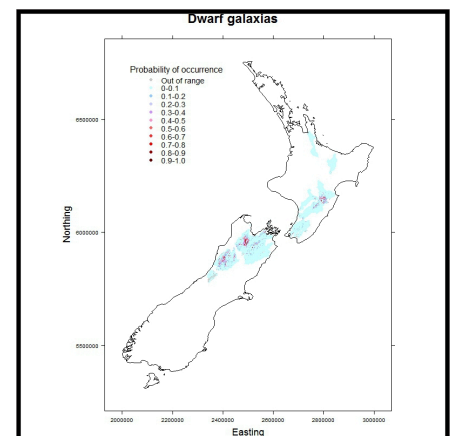 Dwarf galaxias
Probability of occurrence
Out of range
0-0.1
0.1-0.2
0.2-0.3
0.3-0.4
0.4-0.5
0.5-0.6
0.6-0.7
0.7-0.8
0.8-0.9
0.9-1.0
Northing
6500000
6000000
5500000
2000000 2200000 2400000 2600000 2800000 3000000
Easting